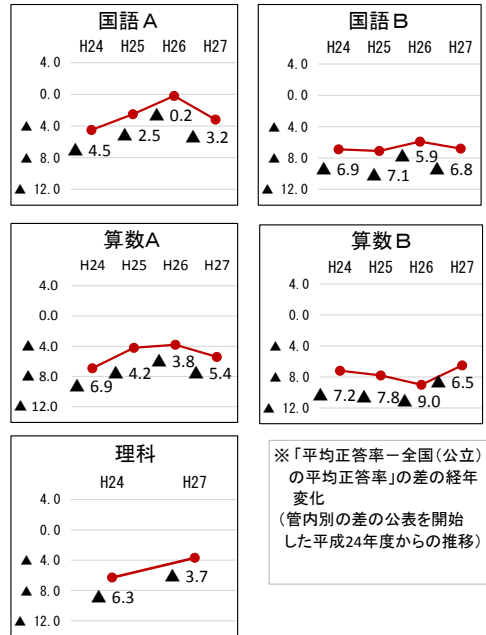 国語A
H24 H25 H26 H27
4.0
0.0
▲ 4.0
▲ 8.0
▲ 12.0
▲ 4.5
▲ 2.5
▲ 0.2
▲ 3.2
国語B
H24 H25 H26 H27
4.0
0.0
▲ 4.0
▲ 8.0
▲ 12.0
▲ 6.9
▲ 7.1
▲ 5.9
▲ 6.8
算数A
H24 H25 H26 H27
4.0
0.0
▲ 4.0
▲ 8.0
▲ 12.0
▲ 6.9
▲ 4.2
▲ 3.8
▲ 5.4
算数B
H24 H25 H26 H27
4.0
0.0
▲ 4.0
▲ 8.0
▲ 12.0
▲ 7.2
▲ 7.8
▲ 9.0
▲ 6.5
理科
H24 H27
4.0
0.0
▲ 4.0
▲ 8.0
▲ 12.0
▲ 6.3
▲ 3.7
※「平均正答率－全国(公立)
の平均正答率」の差の経年
変化
(管内別の差の公表を開始
した平成24年度からの推移)